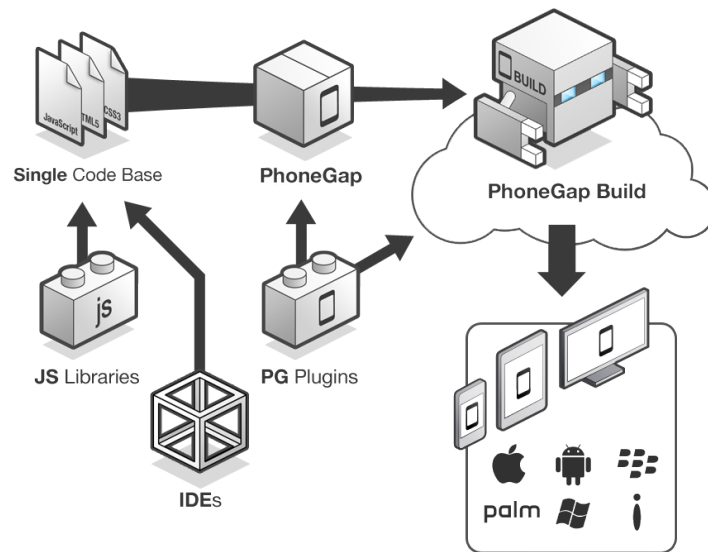 JavaScript
HTML5
CSS3
BUILD
Single Code Base
PhoneGap
PhoneGap Build
js
JS Libraries
PG Plugins
IDEs
palm